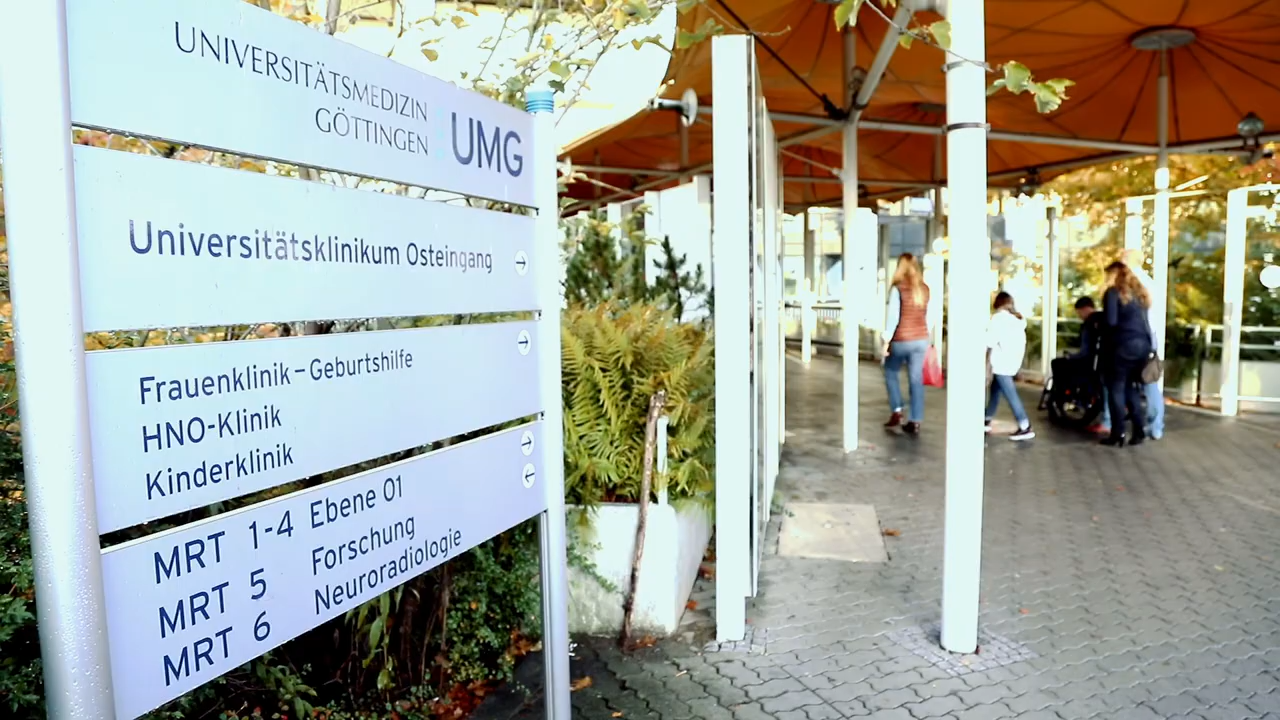 UNIVERSITÄTSMEDIZIN
GÖTTINGEN UMG
Universitätsklinikum Osteingang
Frauenklinik – Geburtshilfe
HNO-Klinik
Kinderklinik
MRT 1-4 Ebene 01
MRT 5 Forschung
MRT 6 Neuroradiologie